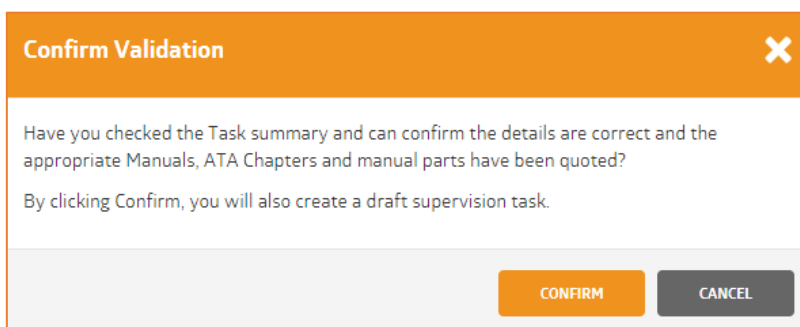 Confirm Validation
Have you checked the Task summary and can confirm the details are correct and the
appropriate Manuals, ATA Chapters and manual parts have been quoted?
By clicking Confirm, you will also create a draft supervision task.
CONFIRM
CANCEL